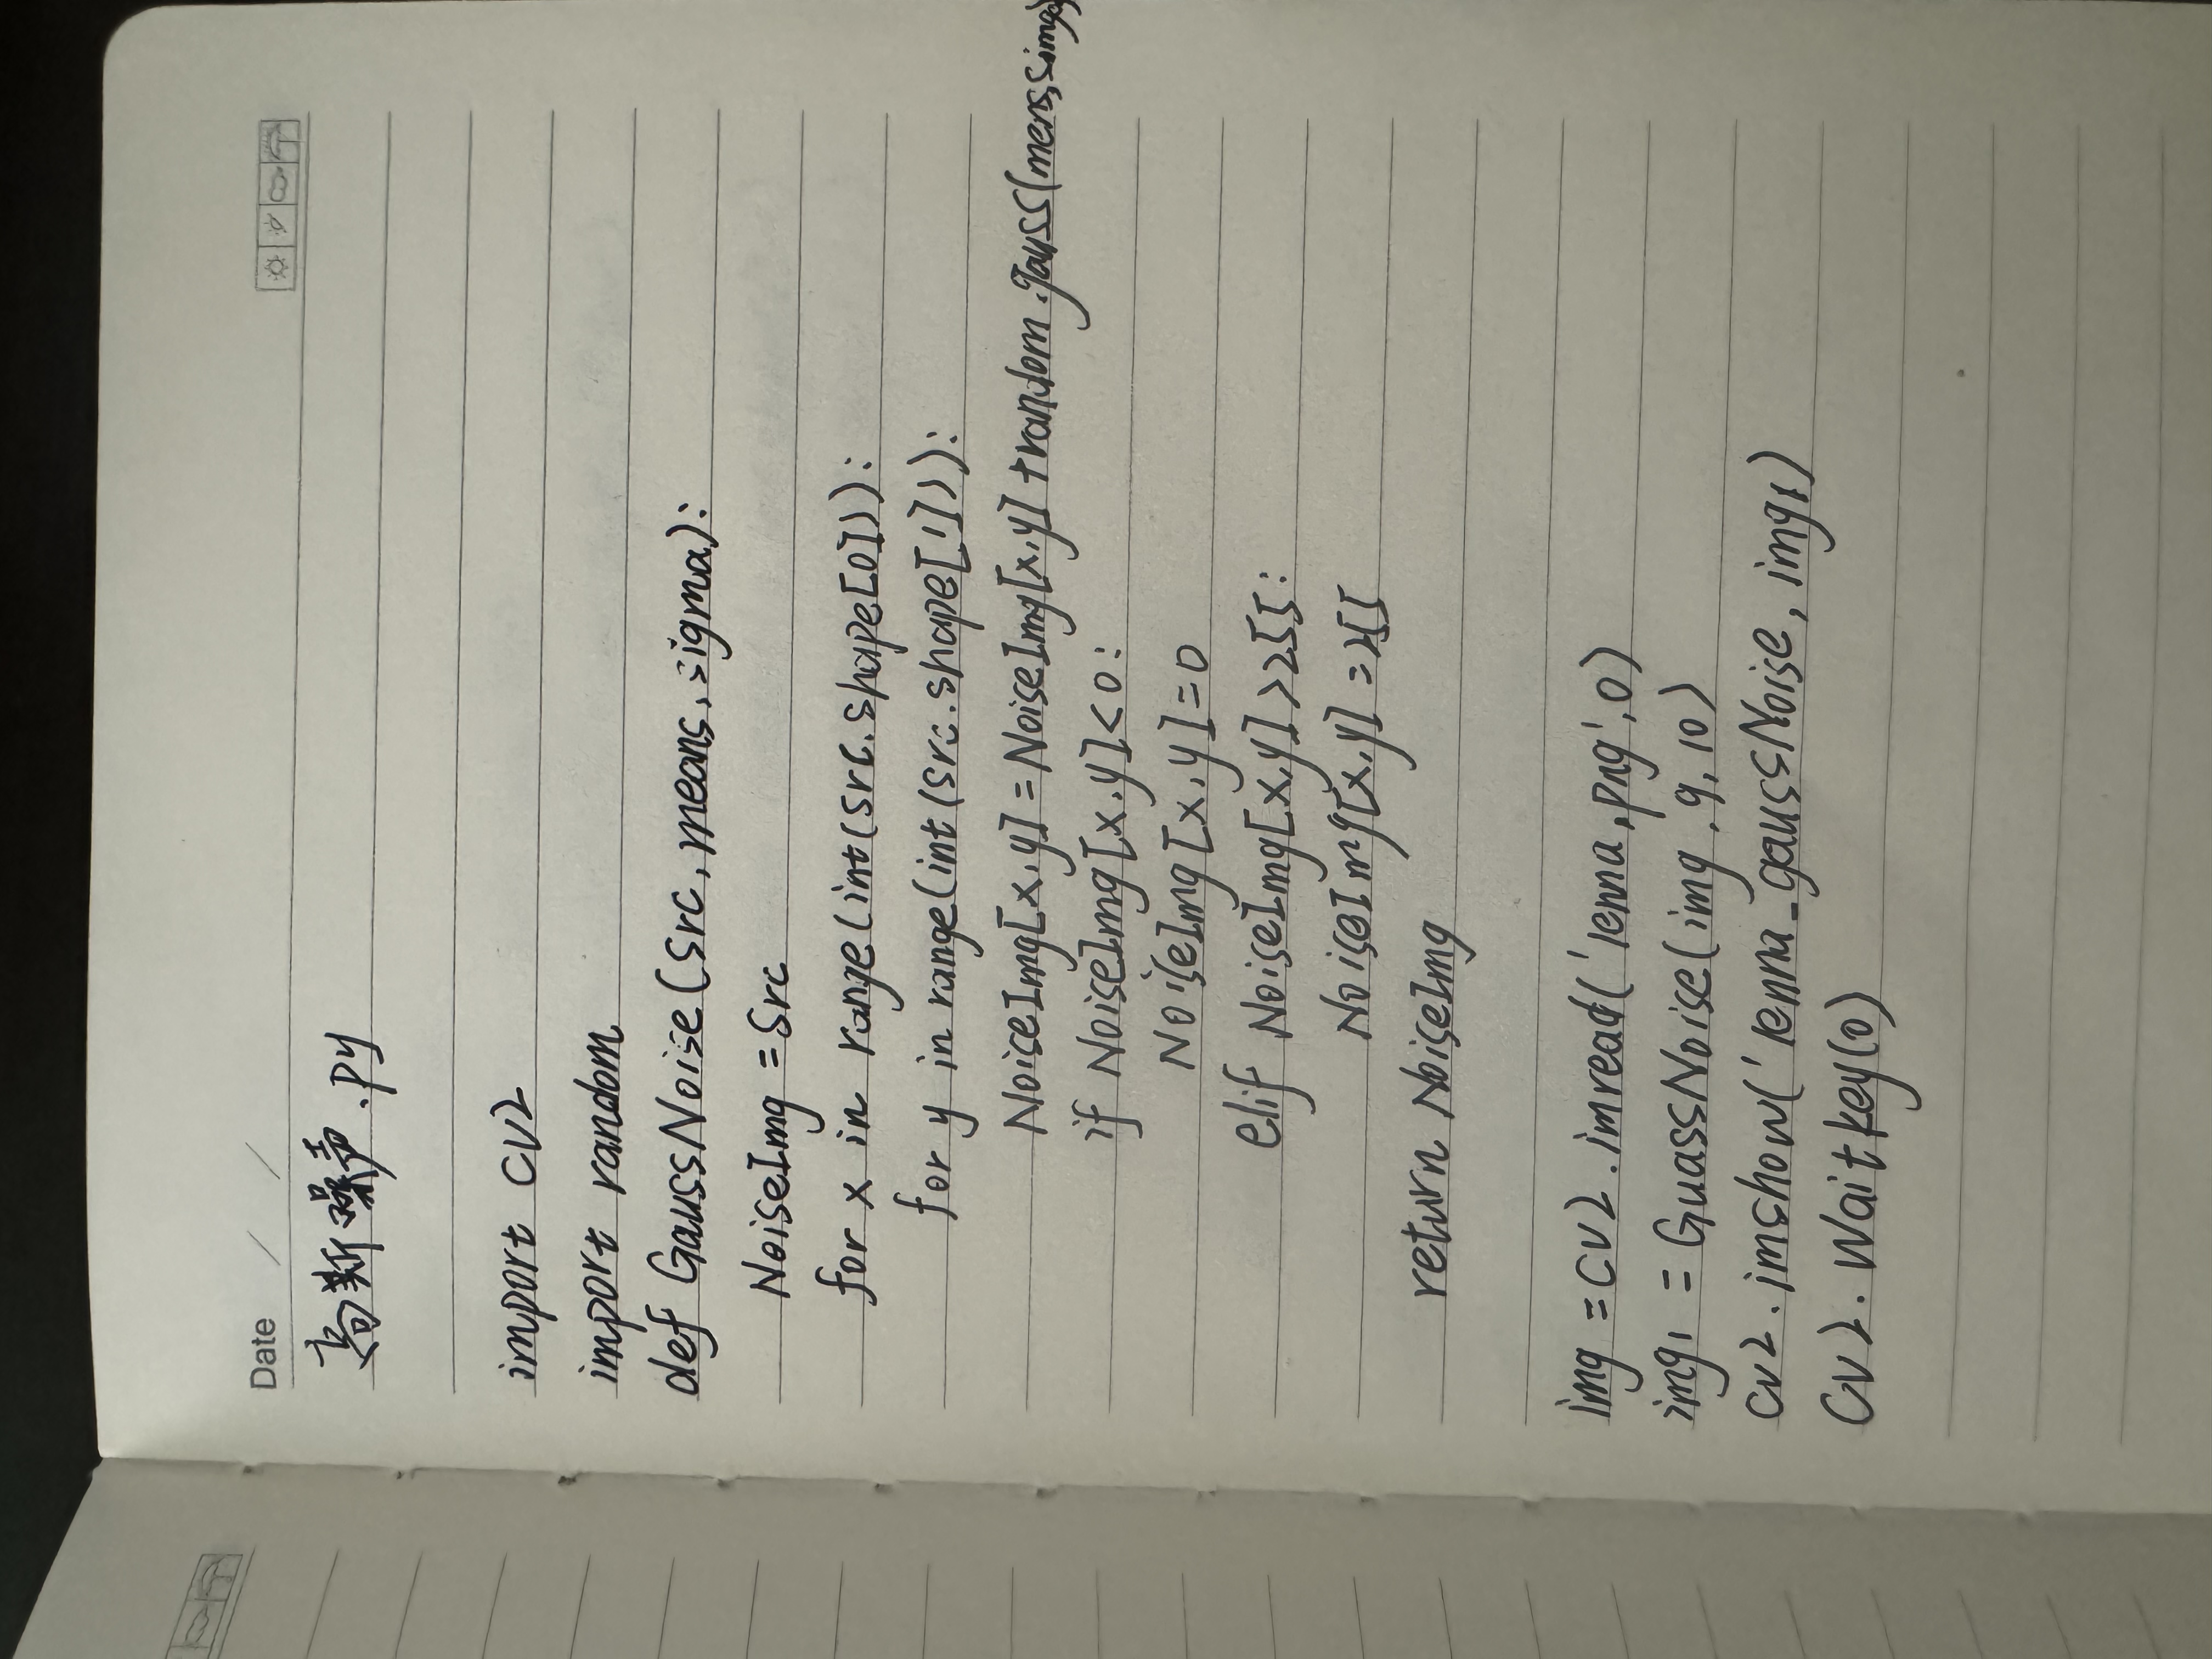 Date / /
高斯噪声.py
import cv2
import random
def GaussNoise(src,means,sigma):
NoiseImg =src
for x in range(int(src.shape[0])):
for y in range(int(src.shape[1])):
NoiseImg[x,y]=NoiseImg[x,y]+random.gauss(mens,simga)
if NoiseImg[x,y]<0:
NoiseImg[x,y]=0
elif NoiseImg[x,y]>255:
NoiseImg[x,y]=255
return NoiseImg
img =cv2.imread('lenna.png',0)
img1 =GuassNoise(img,9,10)
cv2.imshow('lenna_gaussNoise,img1)
cv2.Waitkey(0)